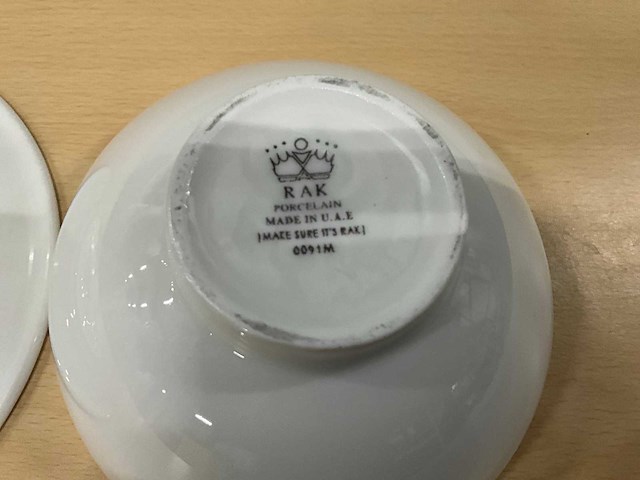 RAK
PORCELAIN
MADE IN U.A.E
[MAKE SURE IT'S RAK]
0091M